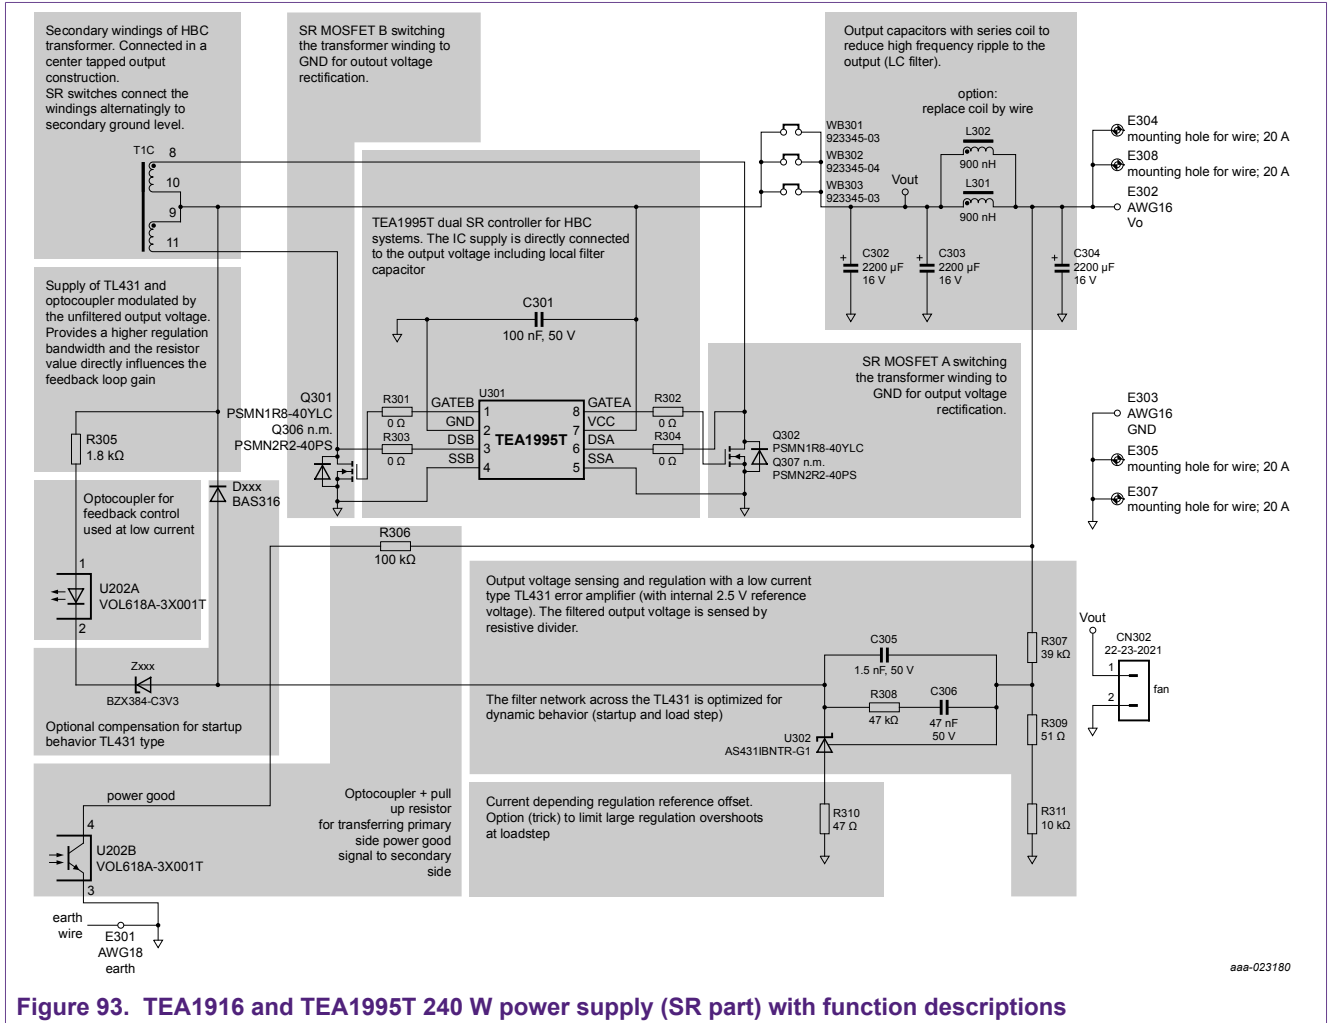 Secondary windings of HBC
transformer. Connected in a
center tapped output
construction.
SR switches connect the
windings alternatingly to
secondary ground level.
SR MOSFET B switching
the transformer winding to
GND for outout voltage
rectification.
Output capacitors with series coil to
reduce high frequency ripple to the
output (LC filter).
option:
replace coil by wire
L302
900 nH
L301
900 nH
WB301
923345-03
WB302
923345-04
WB303
923345-03
Vout
E304
mounting hole for wire; 20 A
E308
mounting hole for wire; 20 A
E302
AWG16
Vo
T1C
8
10
9
11
TEA1995T dual SR controller for HBC
systems. The IC supply is directly connected
to the output voltage including local filter
capacitor
+
C302
2200 µF
16 V
+
C303
2200 µF
16 V
+
C304
2200 µF
16 V
Supply of TL431 and
optocoupler modulated by
the unfiltered output voltage.
Provides a higher regulation
bandwidth and the resistor
value directly influences the
feedback loop gain
C301
100 nF, 50 V
SR MOSFET A switching
the transformer winding to
GND for output voltage
rectification.
Q301
PSMN1R8-40YLC
Q306 n.m.
PSMN2R2-40PS
R301
0 Ω
R303
0 Ω
GATEB
GND
DSB
SSB
U301
1
2
3
4
TEA1995T
8
7
6
5
GATEA
VCC
DSA
SSA
R302
0 Ω
R304
0 Ω
Q302
PSMN1R8-40YLC
Q307 n.m.
PSMN2R2-40PS
E303
AWG16
GND
E305
mounting hole for wire; 20 A
E307
mounting hole for wire; 20 A
R305
1.8 kΩ
Optocoupler for
feedback control
used at low current
Dxxx
BAS316
R306
100 kΩ
1
U202A
VOL618A-3X001T
2
Output voltage sensing and regulation with a low current
type TL431 error amplifier (with internal 2.5 V reference
voltage). The filtered output voltage is sensed by
resistive divider.
Vout
CN302
22-23-2021
1
2
fan
R307
39 kΩ
C305
1.5 nF, 50 V
Zxxx
BZX384-C3V3
The filter network across the TL431 is optimized for
dynamic behavior (startup and load step)
R308
47 kΩ
C306
47 nF
50 V
Optional compensation for startup
behavior TL431 type
U302
AS431IBNTR-G1
R309
51 Ω
power good
Optocoupler + pull
up resistor
for transferring primary
side power good
signal to secondary
side
Current depending regulation reference offset.
Option (trick) to limit large regulation overshoots
at loadstep
R310
47 Ω
R311
10 kΩ
4
U202B
VOL618A-3X001T
3
earth
wire
E301
AWG18
earth
aaa-023180
Figure 93. TEA1916 and TEA1995T 240 W power supply (SR part) with function descriptions